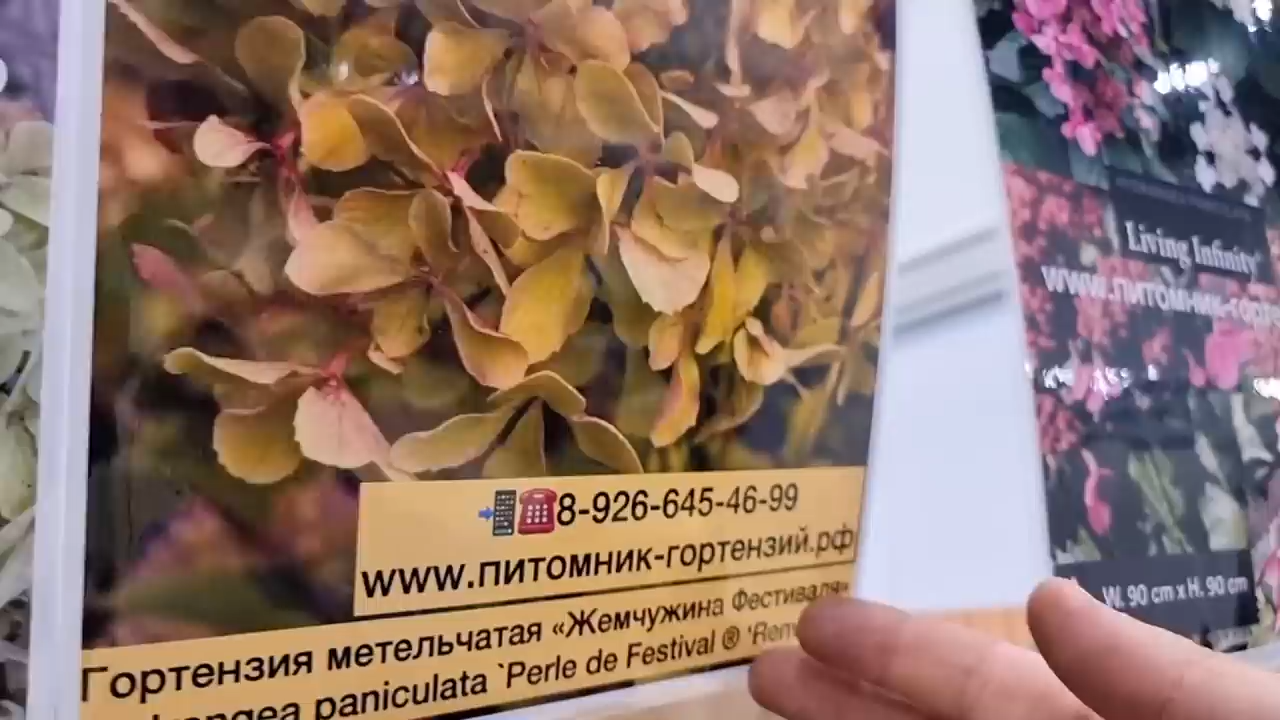 8-926-645-46-99
www.питомник-гортензий.рф
Гортензия метельчатая «Жемчужина Фестиваля»
paniculata `Perle de Festival ®
Living Infinity®
www.питомник-
W. 90 cm x H. 90 cm